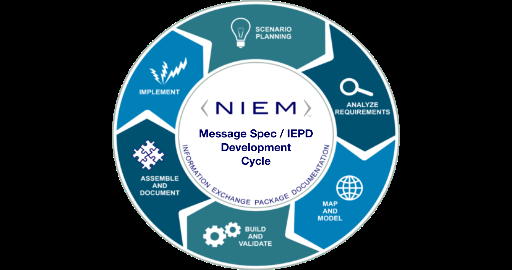 SCENARIO
PLANNING
ANALYZE
REQUIREMENTS
MAP
AND
MODEL
BUILD
AND
VALIDATE
ASSEMBLE
AND
DOCUMENT
IMPLEMENT
NIEM
Message Spec / IEPD
Development
Cycle
INFORMATION EXCHANGE PACKAGE DOCUMENTATION